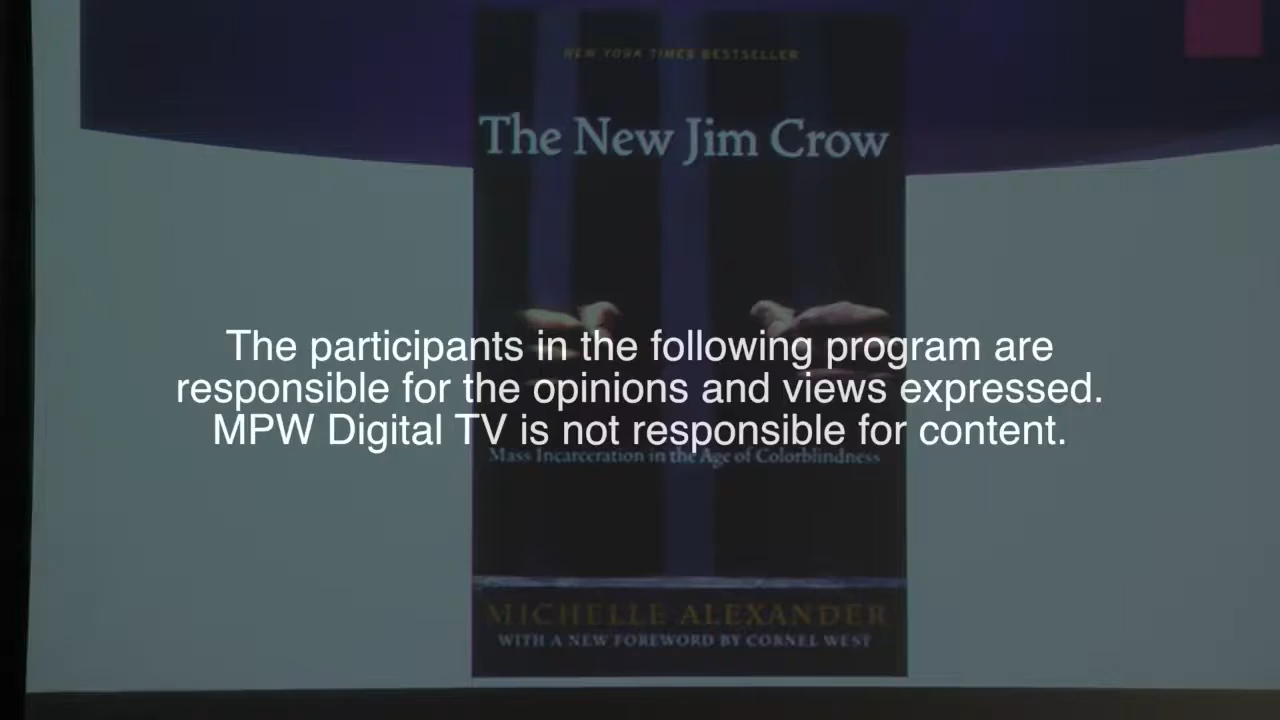 NEW YORK TIMES BESTSELLER
The New Jim Crow
The participants in the following program are
responsible for the opinions and views expressed.
MPW Digital TV is not responsible for content.
Mass Incarceration in the Age of Colorblindness
MICHELLE ALEXANDER
WITH A NEW FOREWORD BY CORNEL WEST